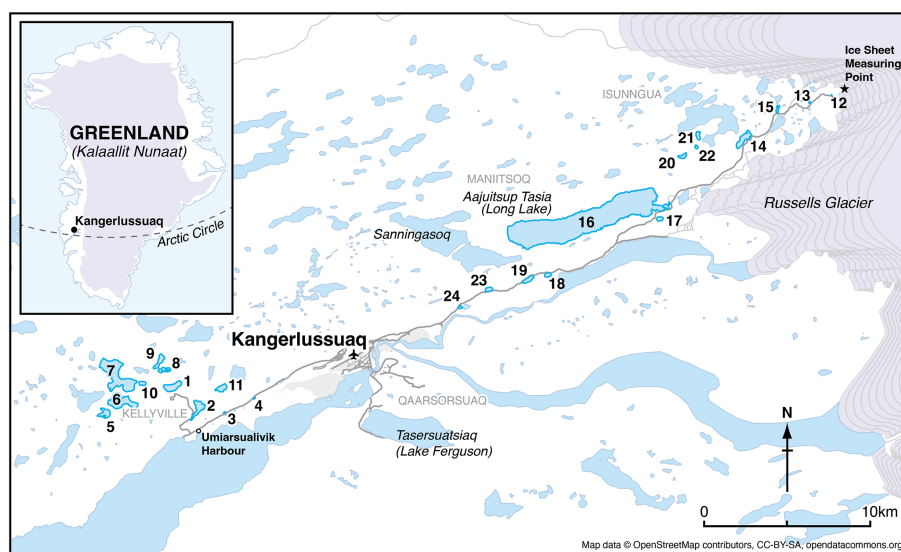 GREENLAND
(Kalaallit Nunaat)
Kangerlussuaq
Arctic Circle
Ice Sheet
Measuring
Point
ISUNNGUA
13
12
15
14
21
22
20
MANIITSOQ
Aajuitsup Tasia
(Long Lake)
16
17
Russells Glacier
Sanningasoq
19
18
23
24
Kangerlussuaq
9
8
7
1
10
11
6
5
KELLYVILLE
2
3
4
Umiarsualivik
Harbour
QAARSORSUAQ
Tasersuatsiaq
(Lake Ferguson)
N
0
10km
Map data © OpenStreetMap contributors, CC-BY-SA, opendatacommons.org